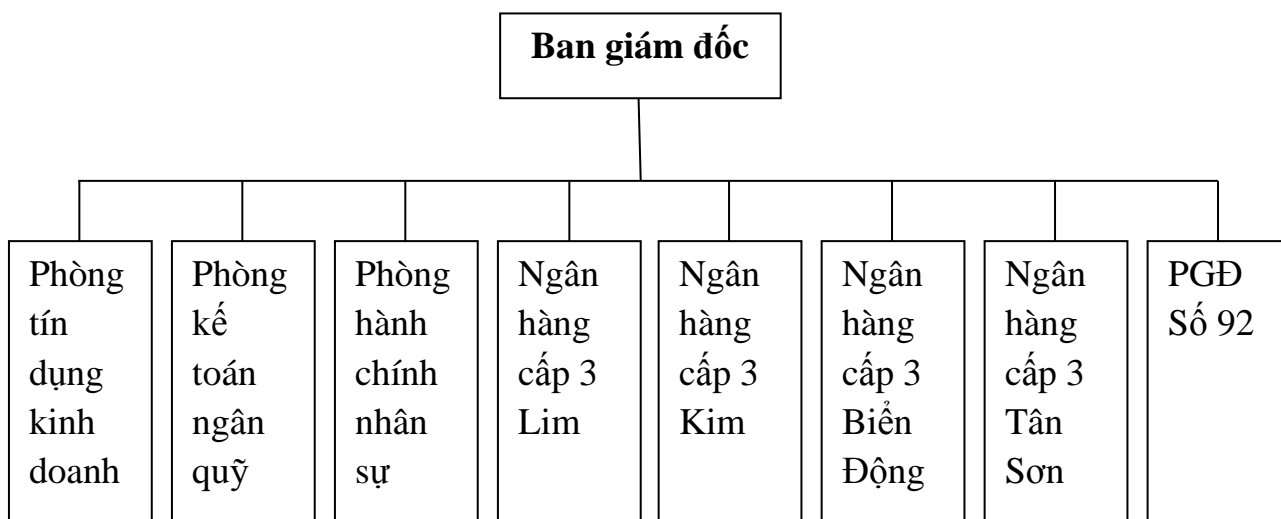 Ban giám đốc
Phòng
tín
dụng
kinh
doanh
Phòng
kế
toán
ngân
quỹ
Phòng
hành
chính
nhân
sự
Ngân
hàng
cấp 3
Lim
Ngân
hàng
cấp 3
Kim
Ngân
hàng
cấp 3
Biển
Động
Ngân
hàng
cấp 3
Tân
Sơn
PGĐ
Số 92